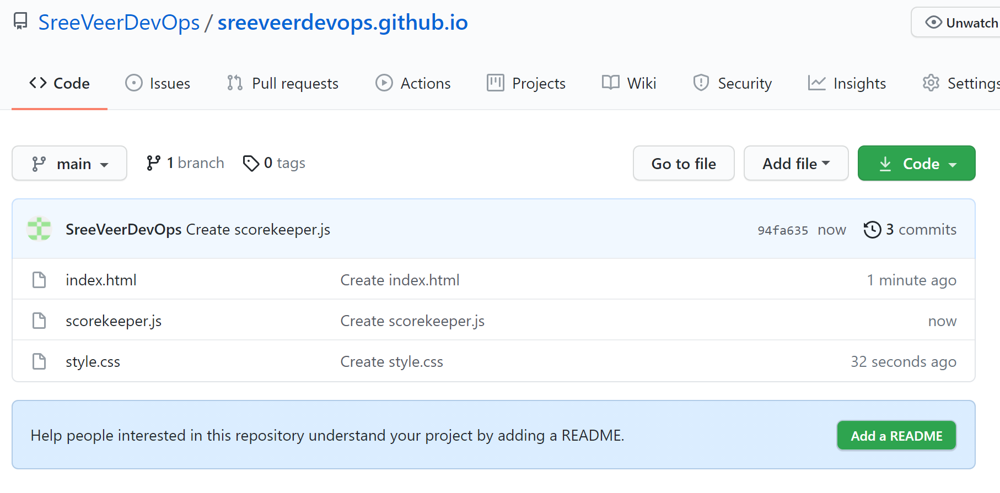 SreeVeerDevOps / sreeveerdevops.github.io
Unwatch
Code Issues Pull requests Actions Projects Wiki Security Insights Settings
main 1 branch 0 tags Go to file Add file Code
SreeVeerDevOps Create scorekeeper.js 94fa635 now 3 commits
index.html Create index.html 1 minute ago
scorekeeper.js Create scorekeeper.js now
style.css Create style.css 32 seconds ago
Help people interested in this repository understand your project by adding a README. Add a README